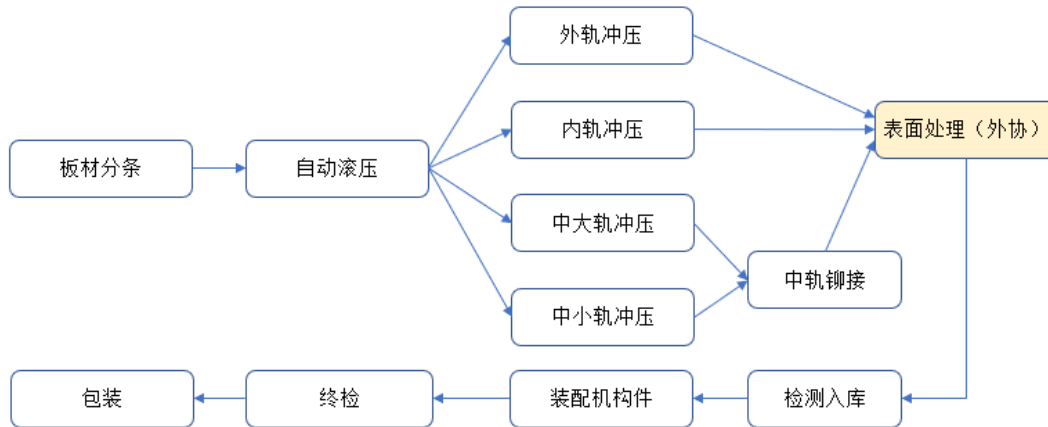 外轨冲压
内轨冲压
表面处理（外协）
板材分条
自动滚压
中大轨冲压
中轨铆接
中小轨冲压
包装
终检
装配机构件
检测入库